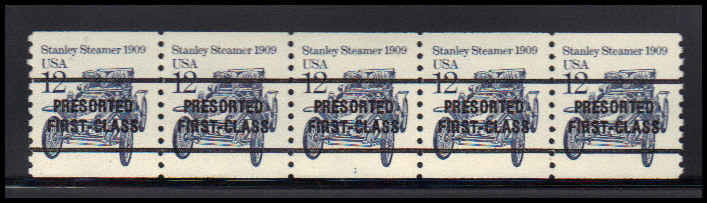 Stanley Steamer 1909 Stanley Steamer 1909 Stanley Steamer 1909 Stanley Steamer 1909 Stanley Steamer 1909
USA USA USA USA USA
12 12 12 12 12
PRESORTED PRESORTED PRESORTED PRESORTED PRESORTED
FIRST-CLASS FIRST-CLASS FIRST-CLASS FIRST-CLASS FIRST-CLASS
1